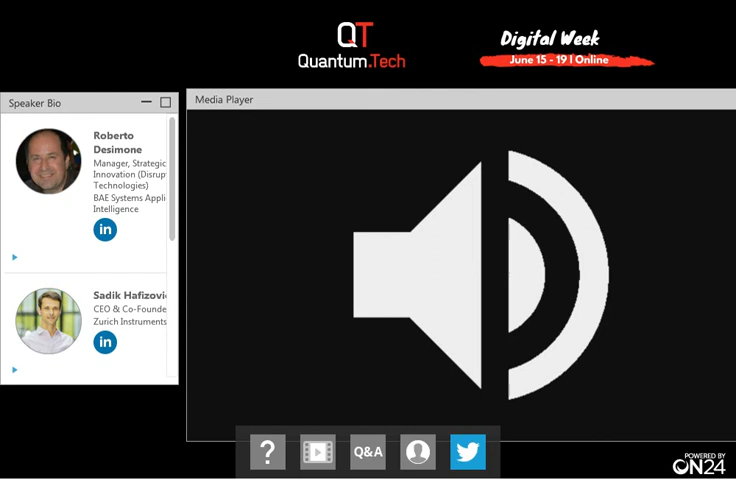 QT
Quantum.Tech
Digital Week
June 15 - 19 | Online
Speaker Bio
Media Player
Roberto
Desimone
Manager, Strategic
Innovation (Disrup
Technologies)
BAE Systems Appli
Intelligence
in
Sadik Hafizovi
CEO & Co-Founde
Zurich Instruments
in
?
Q&A
POWERED BY
ON24